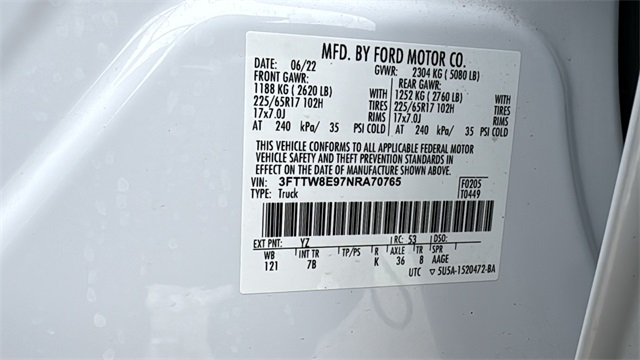 MFD. BY FORD MOTOR CO.
DATE: 06/22 GVWR: 2304 KG ( 5080 LB)
FRONT GAWR: REAR GAWR:
1188 KG ( 2620 LB) WITH 1252 KG ( 2760 LB) WITH
225/65R17 102H TIRES 225/65R17 102H TIRES
17x7.0J RIMS 17x7.0J RIMS
AT 240 kPa/ 35 PSI COLD AT 240 kPa/ 35 PSI COLD
THIS VEHICLE CONFORMS TO ALL APPLICABLE FEDERAL MOTOR
VEHICLE SAFETY AND THEFT PREVENTION STANDARDS IN
EFFECT ON THE DATE OF MANUFACTURE SHOWN ABOVE.
VIN: 3FTTW8E97NRA70765 F0205
TYPE: Truck T0449
EXT PNT: YZ RC: 53 DSO:
WB INT TR TP/PS R AXLE TR SPR
121 7B K 36 8 AAGE
UTC 5U5A-1520472-BA